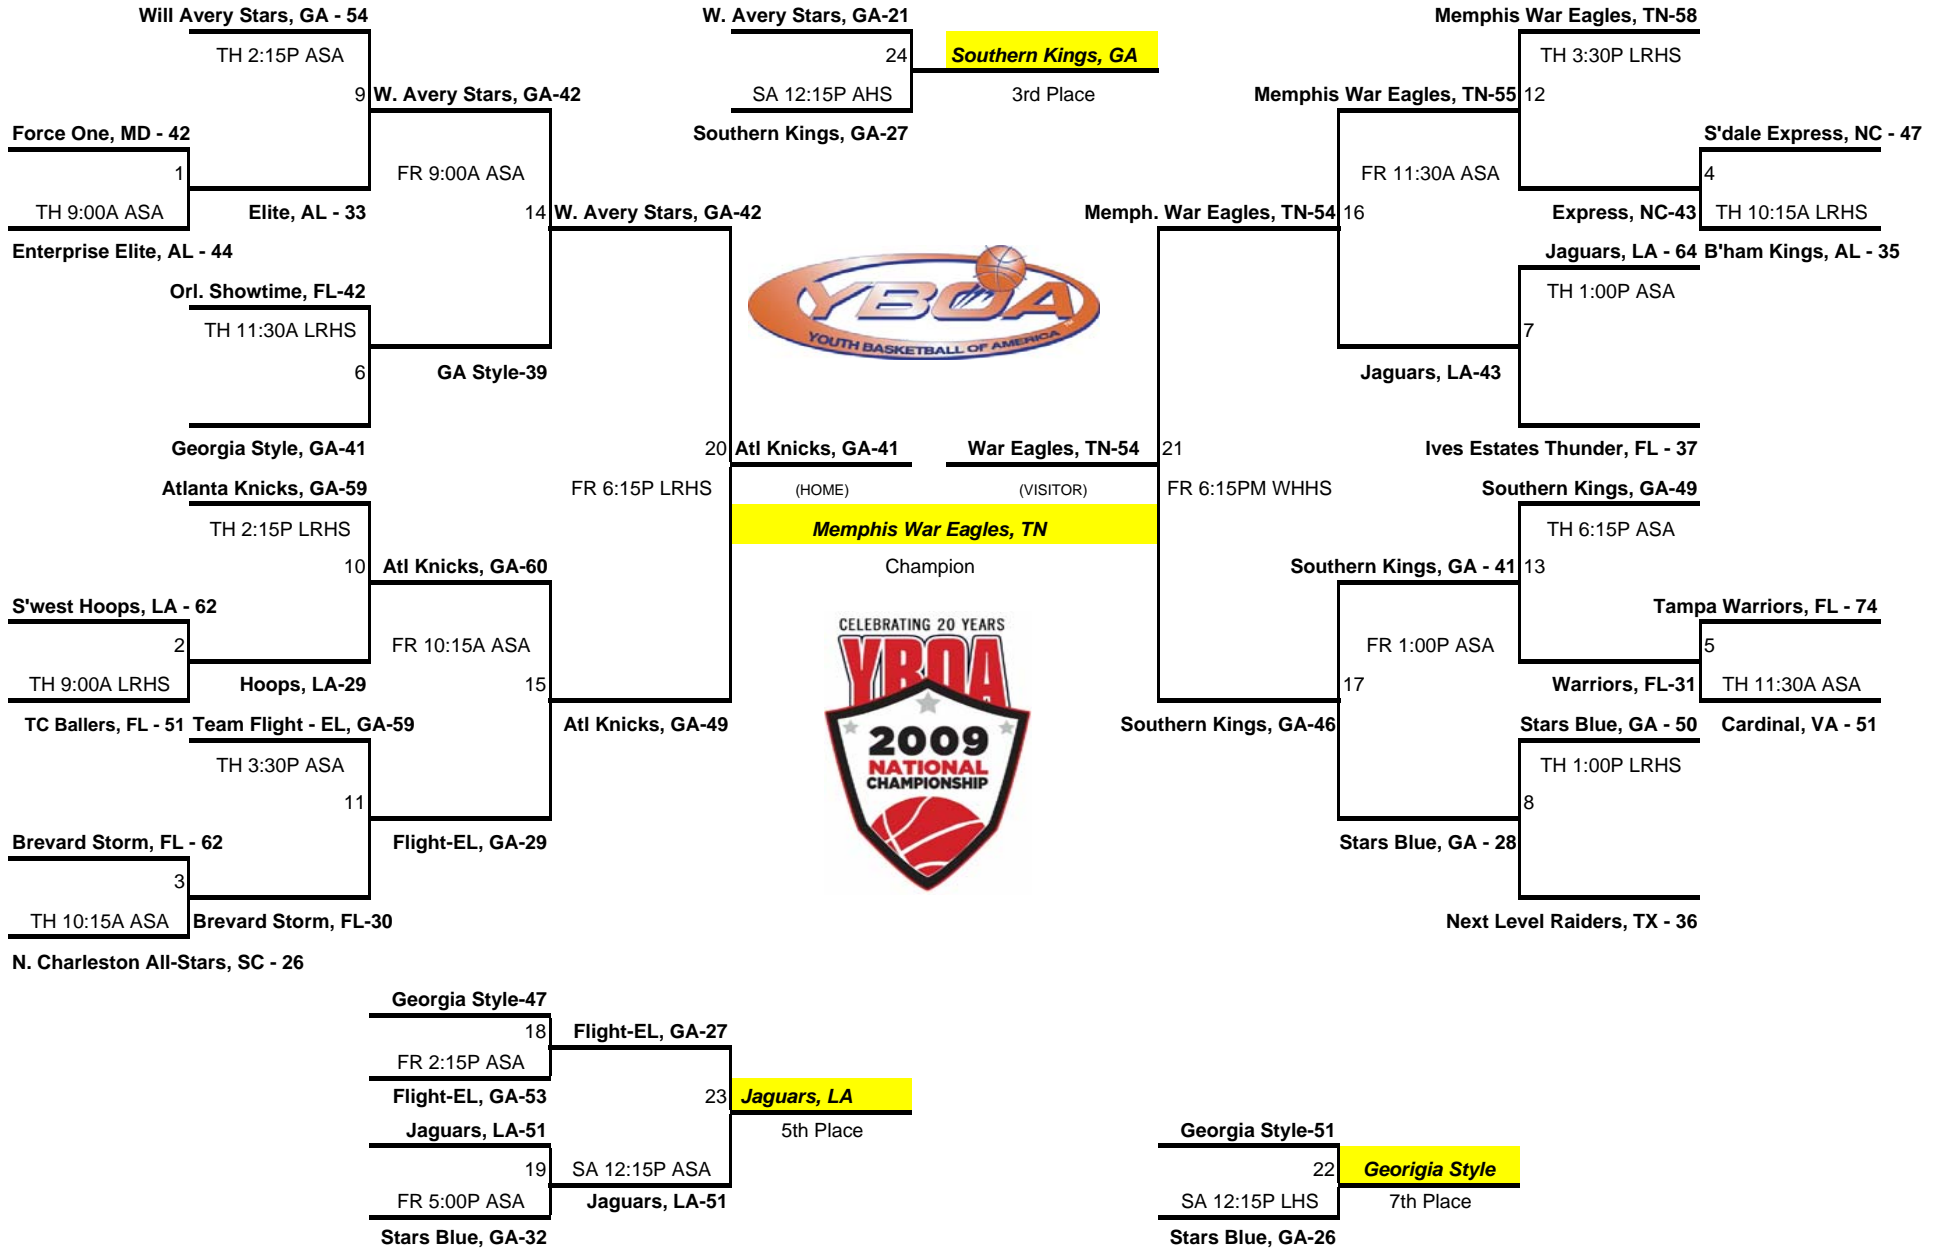 Will Avery Stars, GA - 54
W. Avery Stars, GA-21
Memphis War Eagles, TN-58
TH 2:15P ASA
24
Southern Kings, GA
TH 3:30P LRHS
9
W. Avery Stars, GA-42
SA 12:15P AHS
3rd Place
Memphis War Eagles, TN-55
12
Force One, MD - 42
Southern Kings, GA-27
S'dale Express, NC - 47
1
FR 9:00A ASA
FR 11:30A ASA
4
TH 9:00A ASA
Elite, AL - 33
14
W. Avery Stars, GA-42
Memph. War Eagles, TN-54
16
Express, NC-43
TH 10:15A LRHS
Enterprise Elite, AL - 44
Jaguars, LA - 64
B'ham Kings, AL - 35
Orl. Showtime, FL-42
YBOA
YOUTH BASKETBALL OF AMERICA
TM
TH 1:00P ASA
TH 11:30A LRHS
7
6
GA Style-39
Jaguars, LA-43
Georgia Style, GA-41
20
Atl Knicks, GA-41
War Eagles, TN-54
21
Ives Estates Thunder, FL - 37
Atlanta Knicks, GA-59
FR 6:15P LRHS
(HOME)
(VISITOR)
FR 6:15PM WHHS
Southern Kings, GA-49
TH 2:15P LRHS
Memphis War Eagles, TN
TH 6:15P ASA
10
Atl Knicks, GA-60
Champion
Southern Kings, GA - 41
13
S'west Hoops, LA - 62
CELEBRATING 20 YEARS
Tampa Warriors, FL - 74
2
FR 10:15A ASA
YBOA
FR 1:00P ASA
5
TH 9:00A LRHS
Hoops, LA-29
15
17
Warriors, FL-31
TH 11:30A ASA
TC Ballers, FL - 51
Team Flight - EL, GA-59
Atl Knicks, GA-49
2009
Southern Kings, GA-46
Stars Blue, GA - 50
Cardinal, VA - 51
TH 3:30P ASA
NATIONAL
TH 1:00P LRHS
CHAMPIONSHIP
11
8
Brevard Storm, FL - 62
Flight-EL, GA-29
Stars Blue, GA - 28
3
TH 10:15A ASA
Brevard Storm, FL-30
Next Level Raiders, TX - 36
N. Charleston All-Stars, SC - 26
Georgia Style-47
18
Flight-EL, GA-27
FR 2:15P ASA
Flight-EL, GA-53
23
Jaguars, LA
Jaguars, LA-51
5th Place
Georgia Style-51
19
SA 12:15P ASA
22
Georigia Style
FR 5:00P ASA
Jaguars, LA-51
SA 12:15P LHS
7th Place
Stars Blue, GA-32
Stars Blue, GA-26